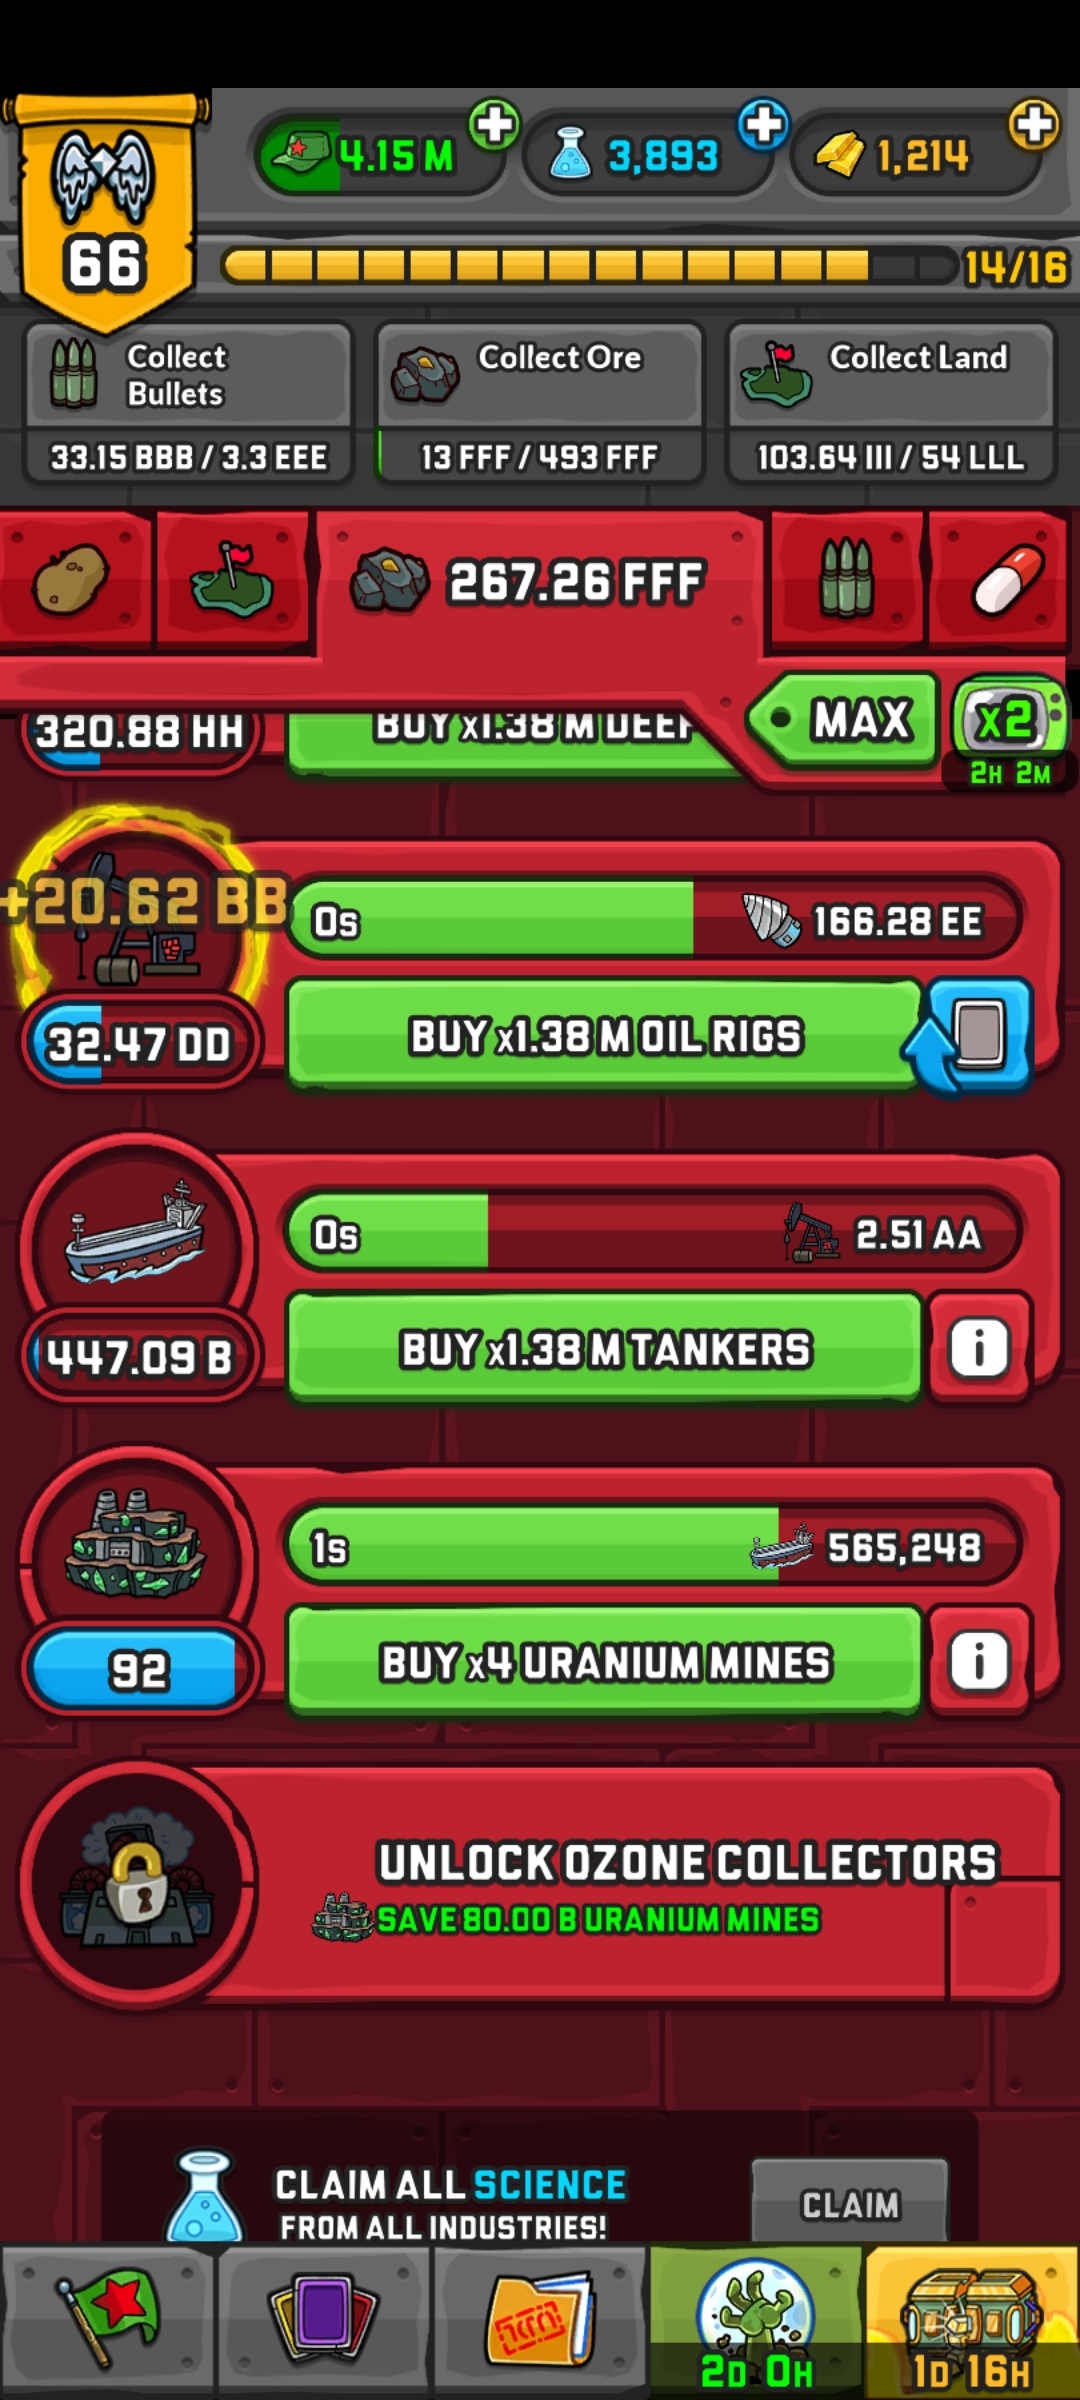 4.15 M
3,893
1,214
66
14/16
Collect
Bullets
Collect Ore
Collect Land
33.15 BBB / 3.3 EEE
13 FFF / 493 FFF
103.64 III / 54 LLL
267.26 FFF
MAX
x2
2H 2M
320.88 HH
BUY x1.38 M DEEP
+20.62 BB
0s
166.28 EE
32.47 DD
BUY x1.38 M OIL RIGS
0s
2.51 AA
447.09 B
BUY x1.38 M TANKERS
i
1s
565,248
92
BUY x4 URANIUM MINES
i
UNLOCK OZONE COLLECTORS
SAVE 80.00 B URANIUM MINES
CLAIM ALL SCIENCE
FROM ALL INDUSTRIES!
CLAIM
2D 0H
1D 16H